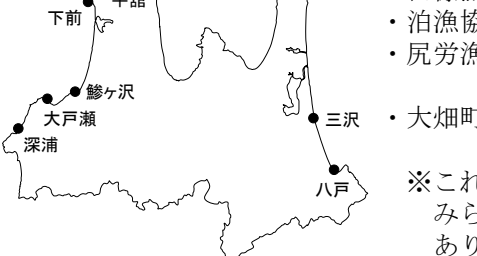 下前
鰺ヶ沢
大戸瀬
深浦
三沢
八戸
・泊漁協
・尻労漁
・大畑町
※これ
みら
あり